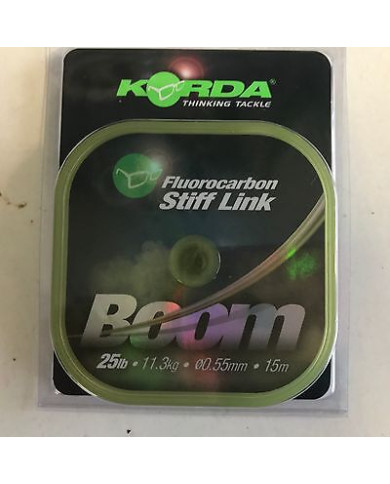 KORDA®
THINKING TACKLE
Fluorocarbon
Stiff Link
Boom
25lb • 11.3kg • Ø0.55mm • 15m